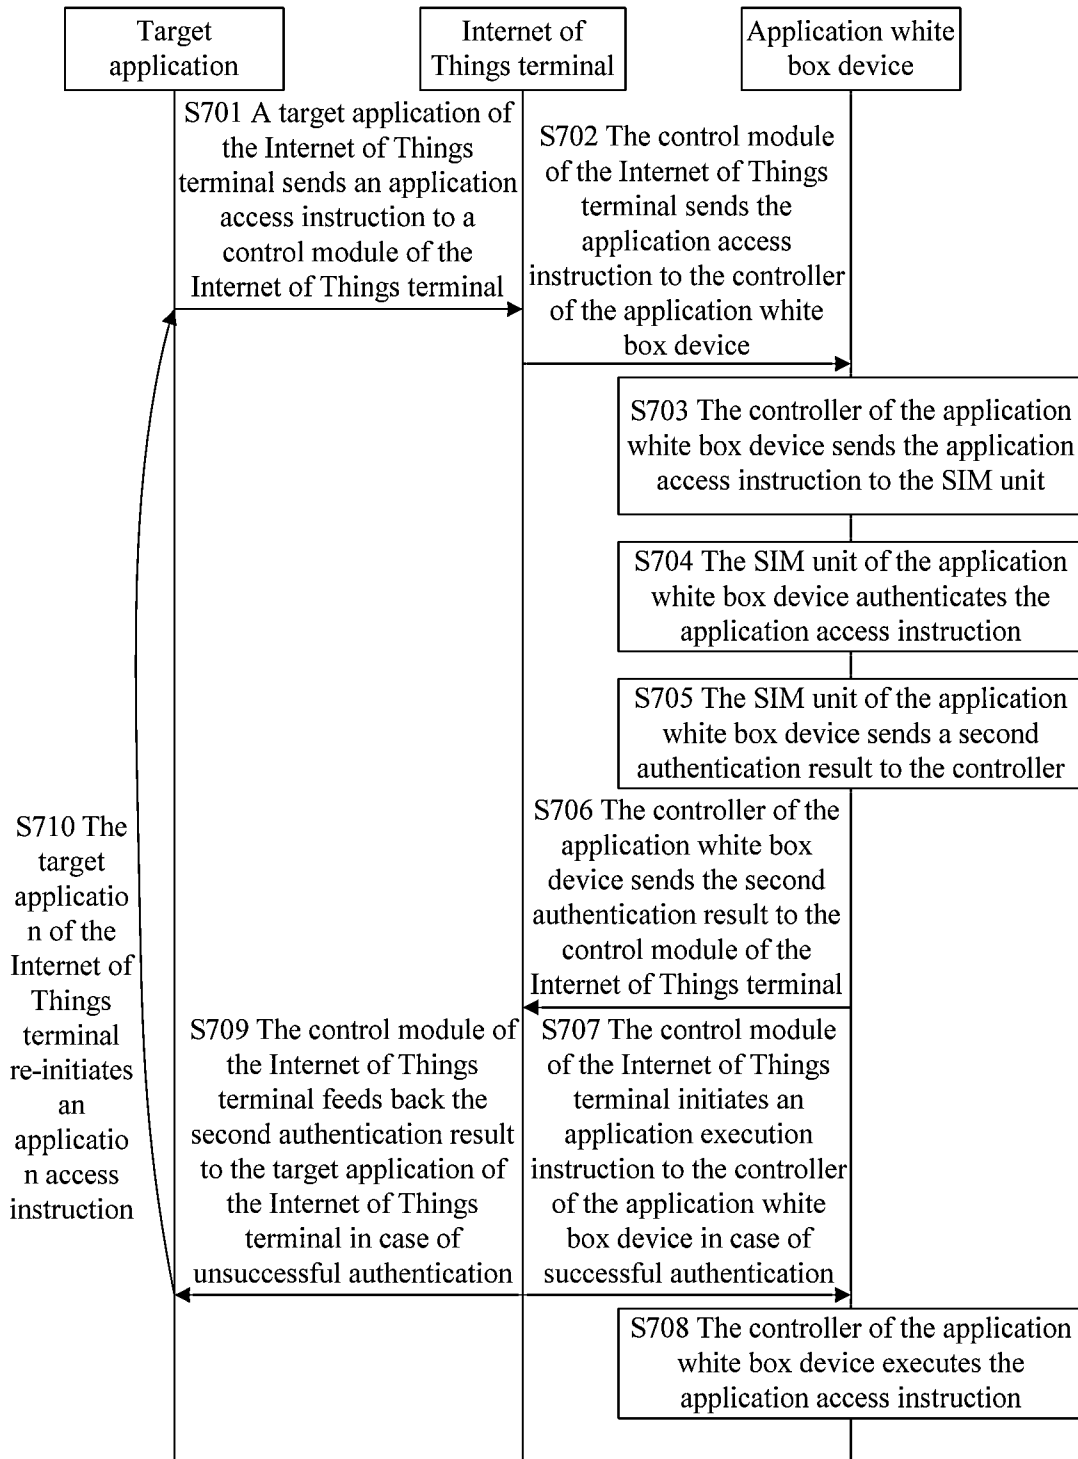 Target
application
Internet of
Things terminal
Application white
box device
S701 A target application of
the Internet of Things
terminal sends an application
access instruction to a
control module of the
Internet of Things terminal
S702 The control module
of the Internet of Things
terminal sends the
application access
instruction to the controller
of the application white
box device
S703 The controller of the application
white box device sends the application
access instruction to the SIM unit
S704 The SIM unit of the application
white box device authenticates the
application access instruction
S705 The SIM unit of the application
white box device sends a second
authentication result to the controller
S706 The controller of the
application white box
device sends the second
authentication result to the
control module of the
Internet of Things terminal
S710 The
target
applicatio
n of the
Internet of
Things
terminal
re-initiates
an
applicatio
n access
instruction
S709 The control module of
the Internet of Things
terminal feeds back the
second authentication result
to the target application of
the Internet of Things
terminal in case of
unsuccessful authentication
S707 The control module
of the Internet of Things
terminal initiates an
application execution
instruction to the controller
of the application white
box device in case of
successful authentication
S708 The controller of the application
white box device executes the
application access instruction